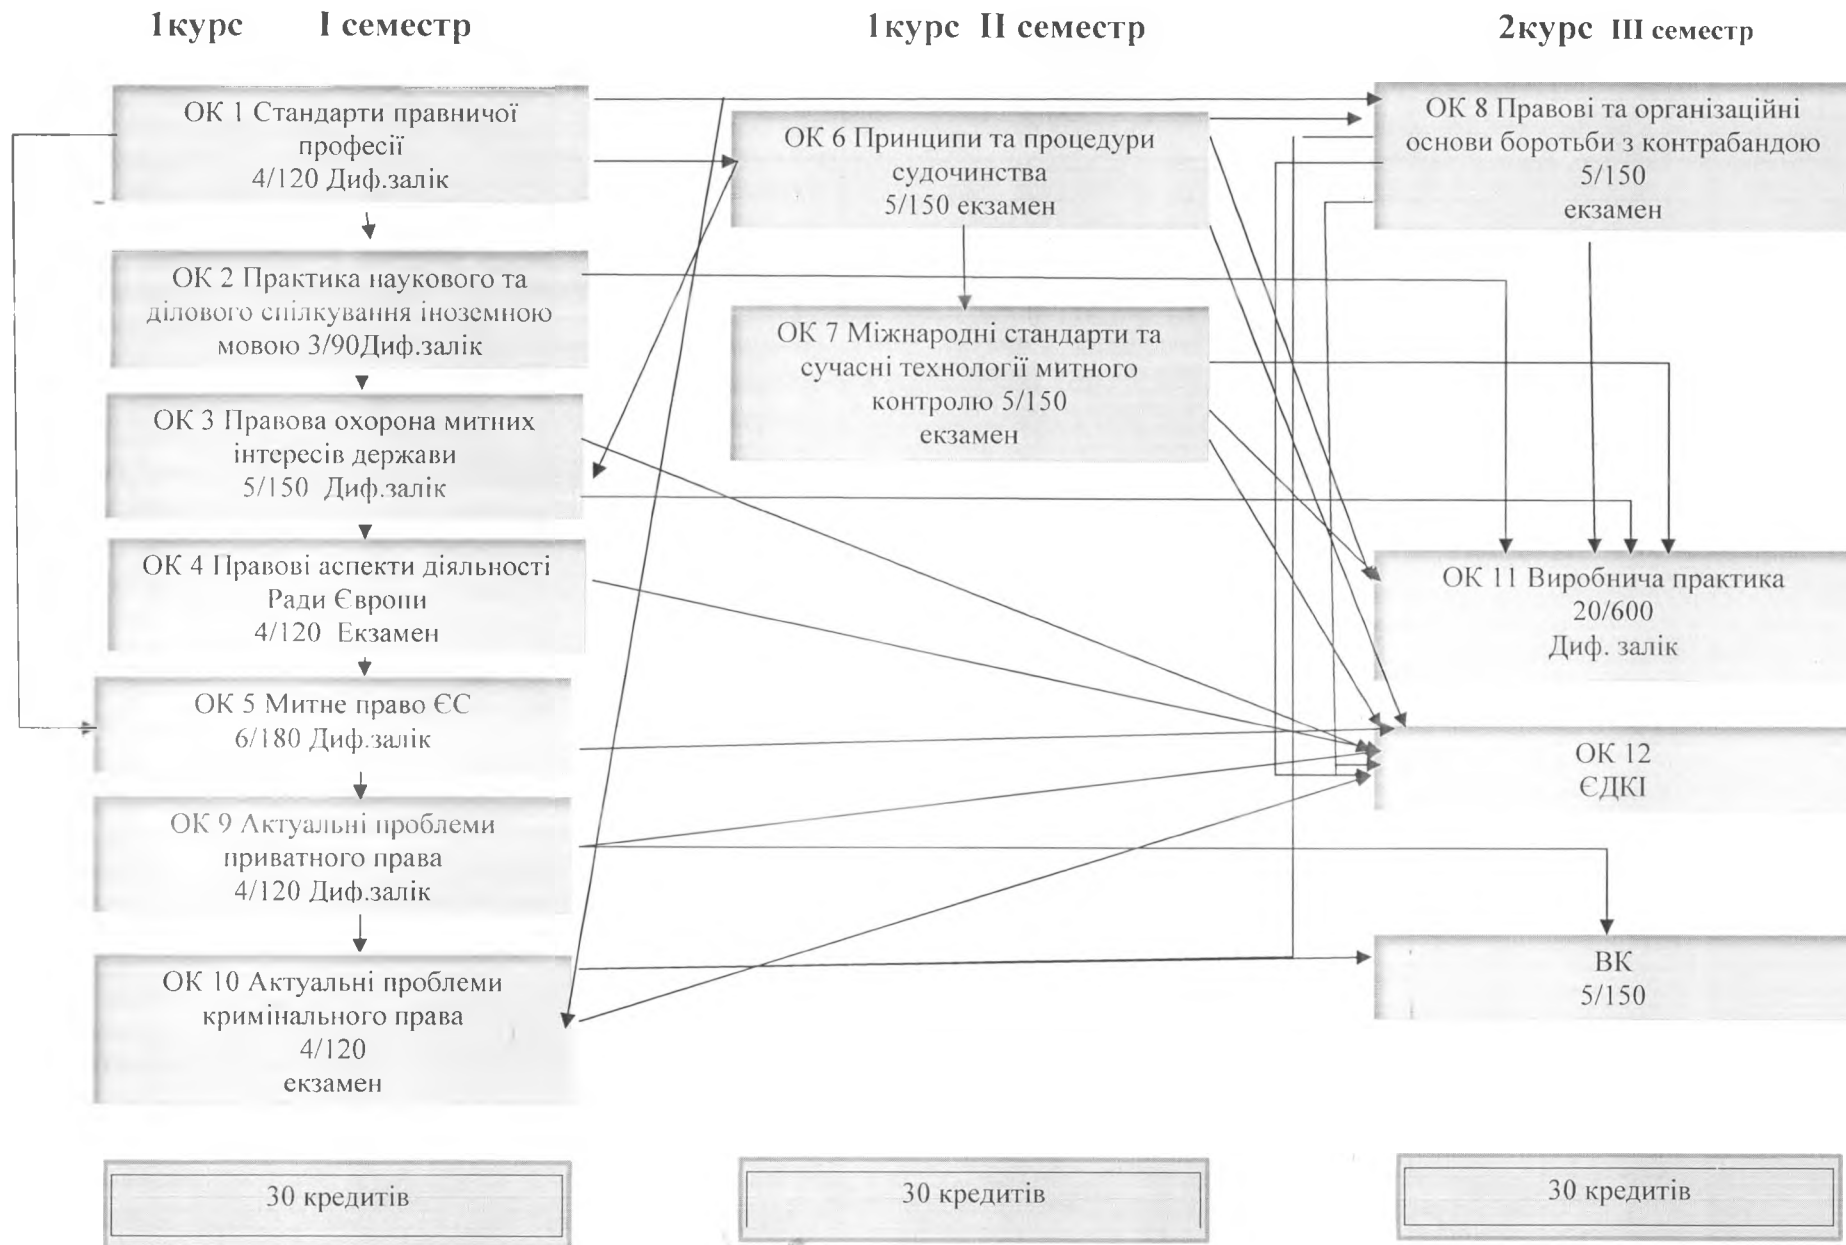 1курс I семестр
1курс II семестр
2курс III семестр
ОК 1 Стандарти правничої
професії
4/120 Диф.залік
ОК 2 Практика наукового та
ділового спілкування іноземною
мовою 3/90Диф.залік
ОК 3 Правова охорона митних
інтересів держави
5/150 Диф.залік
ОК 4 Правові аспекти діяльності
Ради Європи
4/120 Екзамен
ОК 5 Митне право ЄС
6/180 Диф.залік
ОК 9 Актуальні проблеми
приватного права
4/120 Диф.залік
ОК 10 Актуальні проблеми
кримінального права
4/120
екзамен
30 кредитів
ОК 6 Принципи та процедури
судочинства
5/150 екзамен
ОК 7 Міжнародні стандарти та
сучасні технології митного
контролю 5/150
екзамен
30 кредитів
ОК 8 Правові та організаційні
основи боротьби з контрабандою
5/150
екзамен
ОК 11 Виробнича практика
20/600
Диф. залік
ОК 12
ЄДКІ
ВК
5/150
30 кредитів